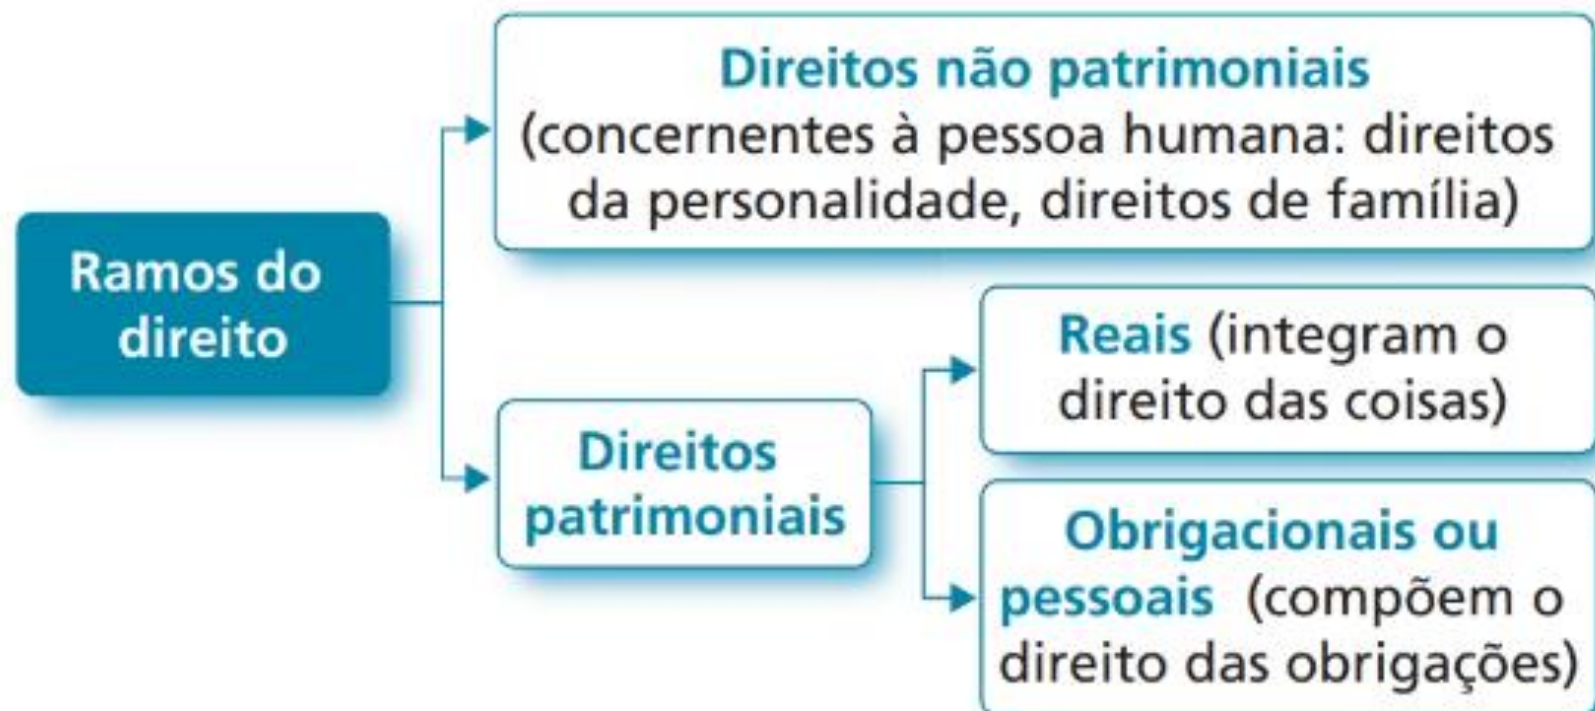 Direitos não patrimoniais
(concernentes à pessoa humana: direitos
da personalidade, direitos de família)
Ramos do
direito
Reais (integram o
direito das coisas)
Direitos
patrimoniais
Obrigacionais ou
pessoais (compõem o
direito das obrigações)